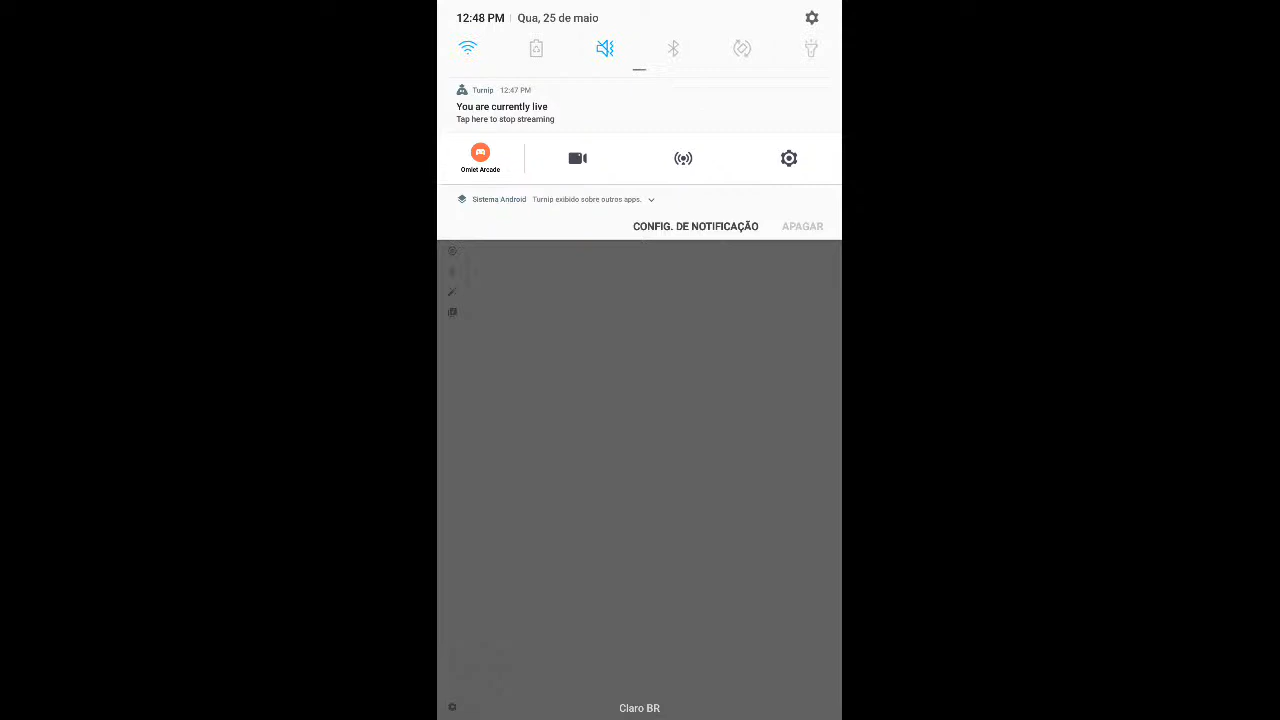 12:48 PM Qua, 25 de maio
Turnip 12:47 PM
You are currently live
Tap here to stop streaming
Omlet Arcade
Sistema Android Turnip exibido sobre outros apps.
CONFIG. DE NOTIFICAÇÃO APAGAR
Claro BR